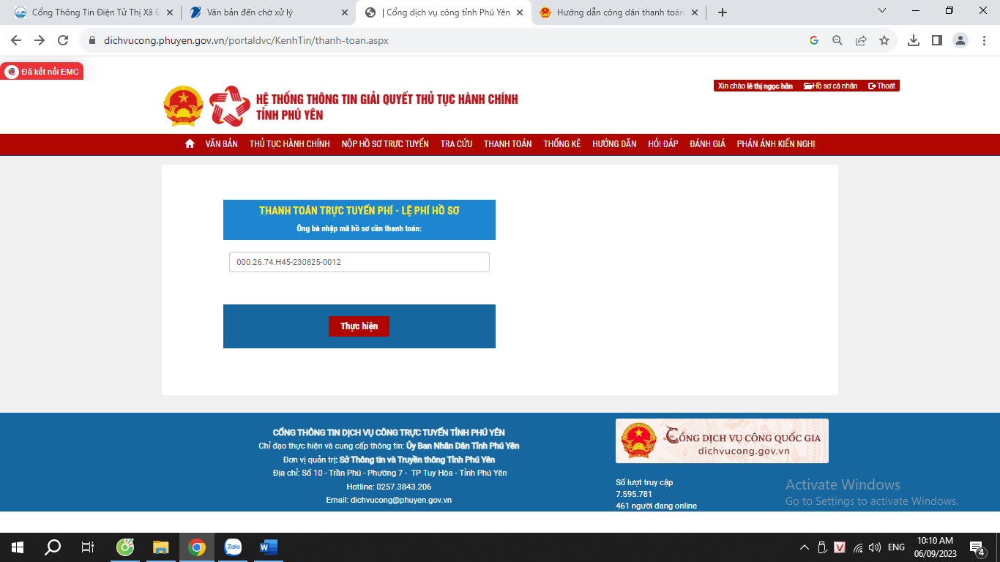 Cổng Thông Tin Điện Tử Thị Xã Đ
Văn bản đến chờ xử lý
| Cổng dịch vụ công tỉnh Phú Yên
Hướng dẫn công dân thanh toán
dichvucong.phuyen.gov.vn/portaldvc/KenhTin/thanh-toan.aspx
Đã kết nối EMC
Xin chào lê thị ngọc hân Hồ sơ cá nhân Thoát
HỆ THỐNG THÔNG TIN GIẢI QUYẾT THỦ TỤC HÀNH CHÍNH
TỈNH PHÚ YÊN
VĂN BẢN THỦ TỤC HÀNH CHÍNH NỘP HỒ SƠ TRỰC TUYẾN TRA CỨU THANH TOÁN THỐNG KÊ HƯỚNG DẪN HỎI ĐÁP ĐÁNH GIÁ PHẢN ÁNH KIẾN NGHỊ
THANH TOÁN TRỰC TUYẾN PHÍ - LỆ PHÍ HỒ SƠ
Ông bà nhập mã hồ sơ cần thanh toán:
000.26.74.H45-230825-0012
Thực hiện
CỔNG THÔNG TIN DỊCH VỤ CÔNG TRỰC TUYẾN TỈNH PHÚ YÊN
Chỉ đạo thực hiện và cung cấp thông tin: Ủy Ban Nhân Dân Tỉnh Phú Yên
Đơn vị quản trị: Sở Thông tin và Truyền thông Tỉnh Phú Yên
Địa chỉ: Số 10 - Trần Phú - Phường 7 - TP Tuy Hòa - Tỉnh Phú Yên
Hotline: 0257.3843.206
Email: dichvucong@phuyen.gov.vn
CỔNG DỊCH VỤ CÔNG QUỐC GIA
dichvucong.gov.vn
Số lượt truy cập
7.595.781
461 người đang online
Activate Windows
Go to Settings to activate Windows.
Zalo
ENG
10:10 AM
06/09/2023
4